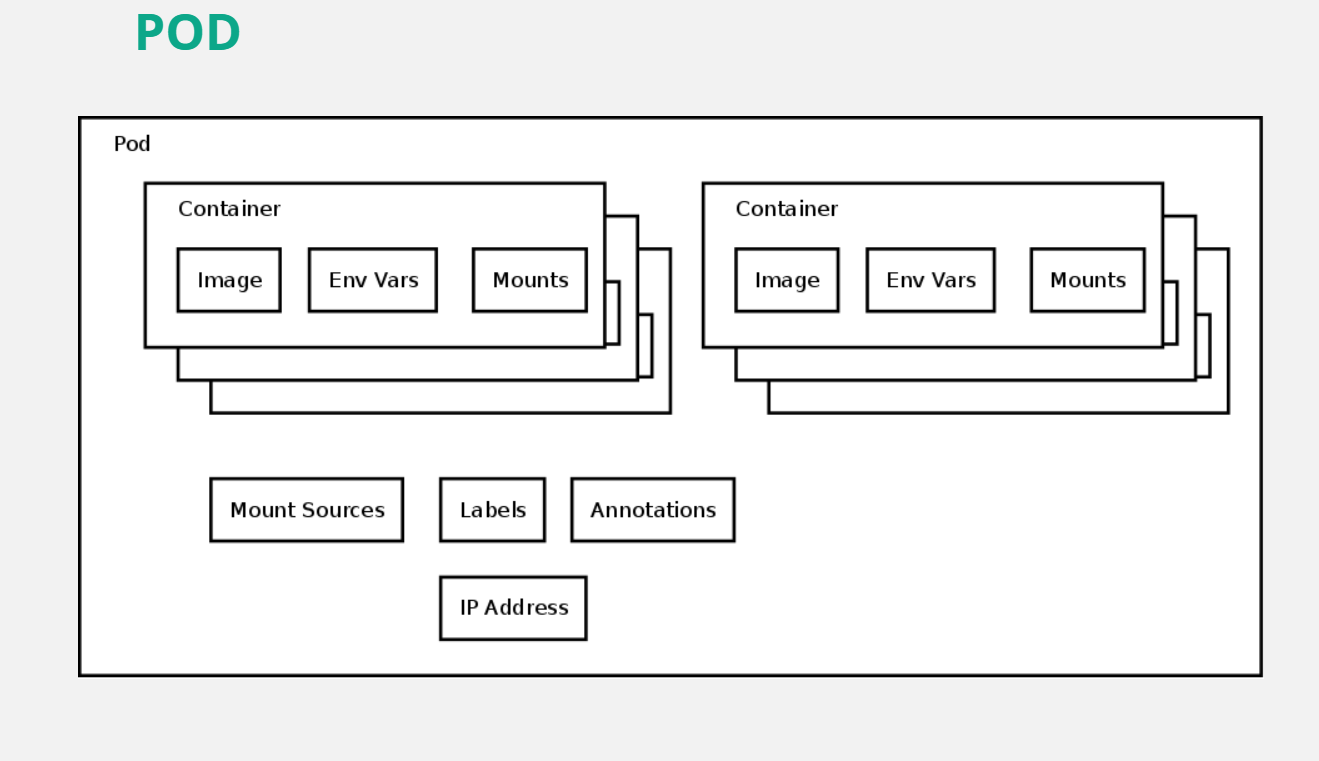 POD
Pod
Container
Image Env Vars Mounts
Container
Image Env Vars Mounts
Mount Sources Labels Annotations
IP Address